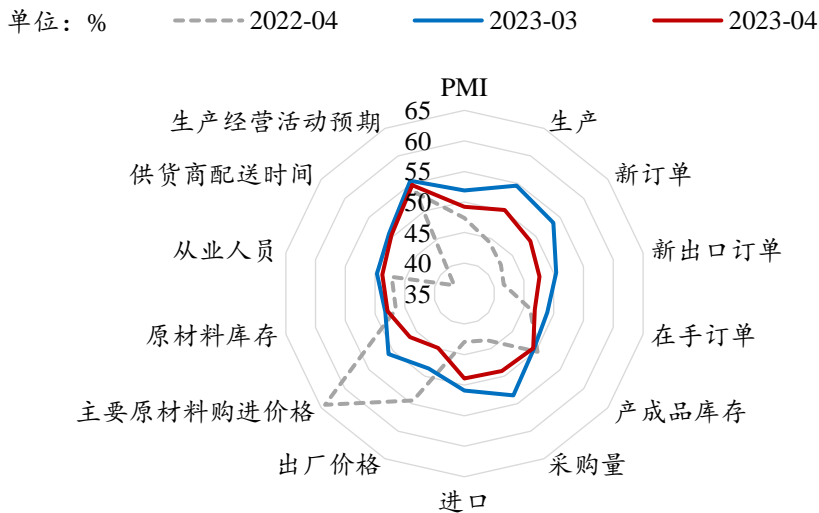 单位：% 2022-04 2023-03 2023-04
PMI
生产
新订单
新出口订单
在手订单
产成品库存
采购量
进口
出厂价格
主要原材料购进价格
原材料库存
从业人员
供货商配送时间
生产经营活动预期
65
60
55
50
45
40
35